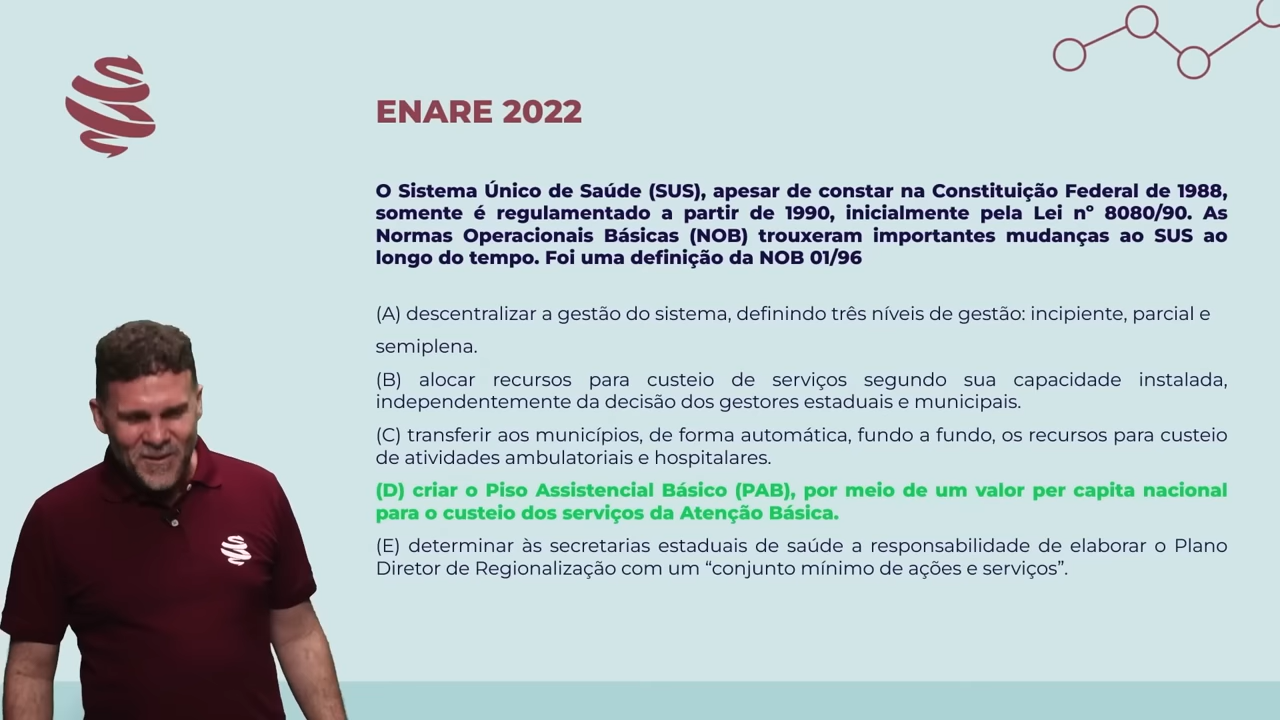 ENARE 2022
O Sistema Único de Saúde (SUS), apesar de constar na Constituição Federal de 1988,
somente é regulamentado a partir de 1990, inicialmente pela Lei nº 8080/90. As
Normas Operacionais Básicas (NOB) trouxeram importantes mudanças ao SUS ao
longo do tempo. Foi uma definição da NOB 01/96
(A) descentralizar a gestão do sistema, definindo três níveis de gestão: incipiente, parcial e
semiplena.
(B) alocar recursos para custeio de serviços segundo sua capacidade instalada,
independentemente da decisão dos gestores estaduais e municipais.
(C) transferir aos municípios, de forma automática, fundo a fundo, os recursos para custeio
de atividades ambulatoriais e hospitalares.
(D) criar o Piso Assistencial Básico (PAB), por meio de um valor per capita nacional
para o custeio dos serviços da Atenção Básica.
(E) determinar às secretarias estaduais de saúde a responsabilidade de elaborar o Plano
Diretor de Regionalização com um “conjunto mínimo de ações e serviços”.